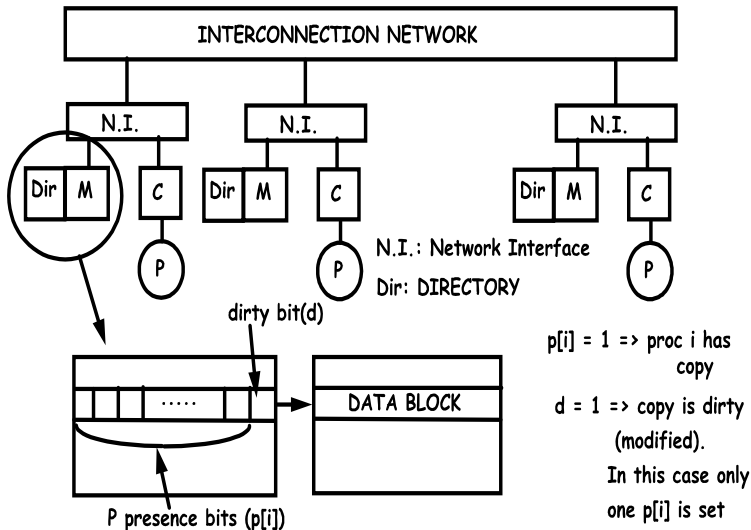 INTERCONNECTION NETWORK
N.I. N.I. N.I.
Dir M C Dir M C Dir M C
P P P
N.I.: Network Interface
Dir: DIRECTORY
dirty bit(d)
p[i] = 1 => proc i has
copy
..... DATA BLOCK
d = 1 => copy is dirty
(modified).
In this case only
one p[i] is set
P presence bits (p[i])